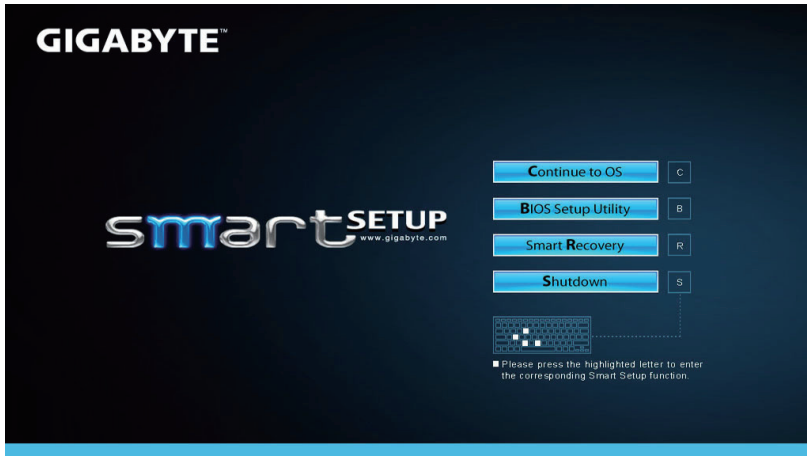 GIGABYTE™
smart SETUP
www.gigabyte.com
Continue to OS C
BIOS Setup Utility B
Smart Recovery R
Shutdown S
Please press the highlighted letter to enter
the corresponding Smart Setup function.